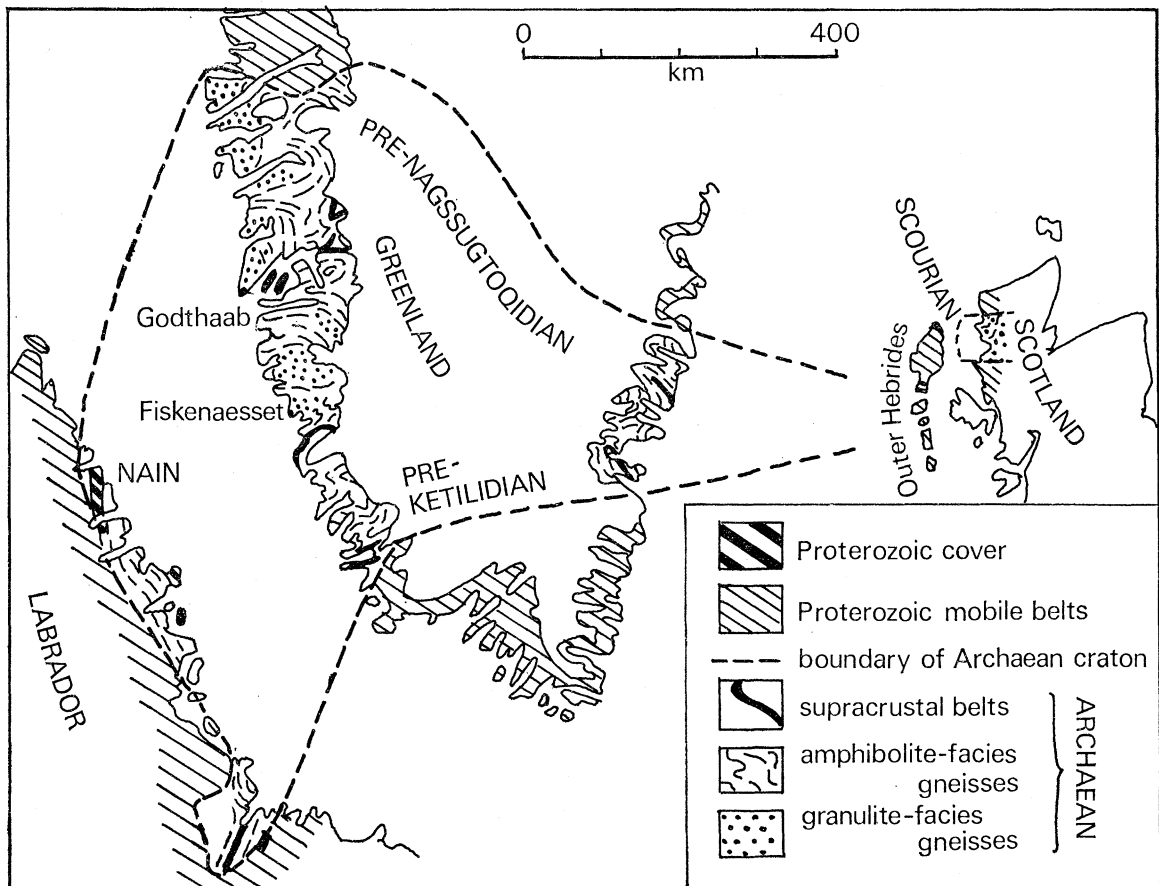 0 400
km
PRE-NAGSSUGTOQIDIAN
GREENLAND
SCOURIAN
SCOTLAND
Outer Hebrides
Godthaab
Fiskenaesset
NAIN
PRE-
KETILIDIAN
LABRADOR
Proterozoic cover
Proterozoic mobile belts
boundary of Archaean craton
supracrustal belts
amphibolite-facies
gneisses
granulite-facies
gneisses
ARCHAEAN